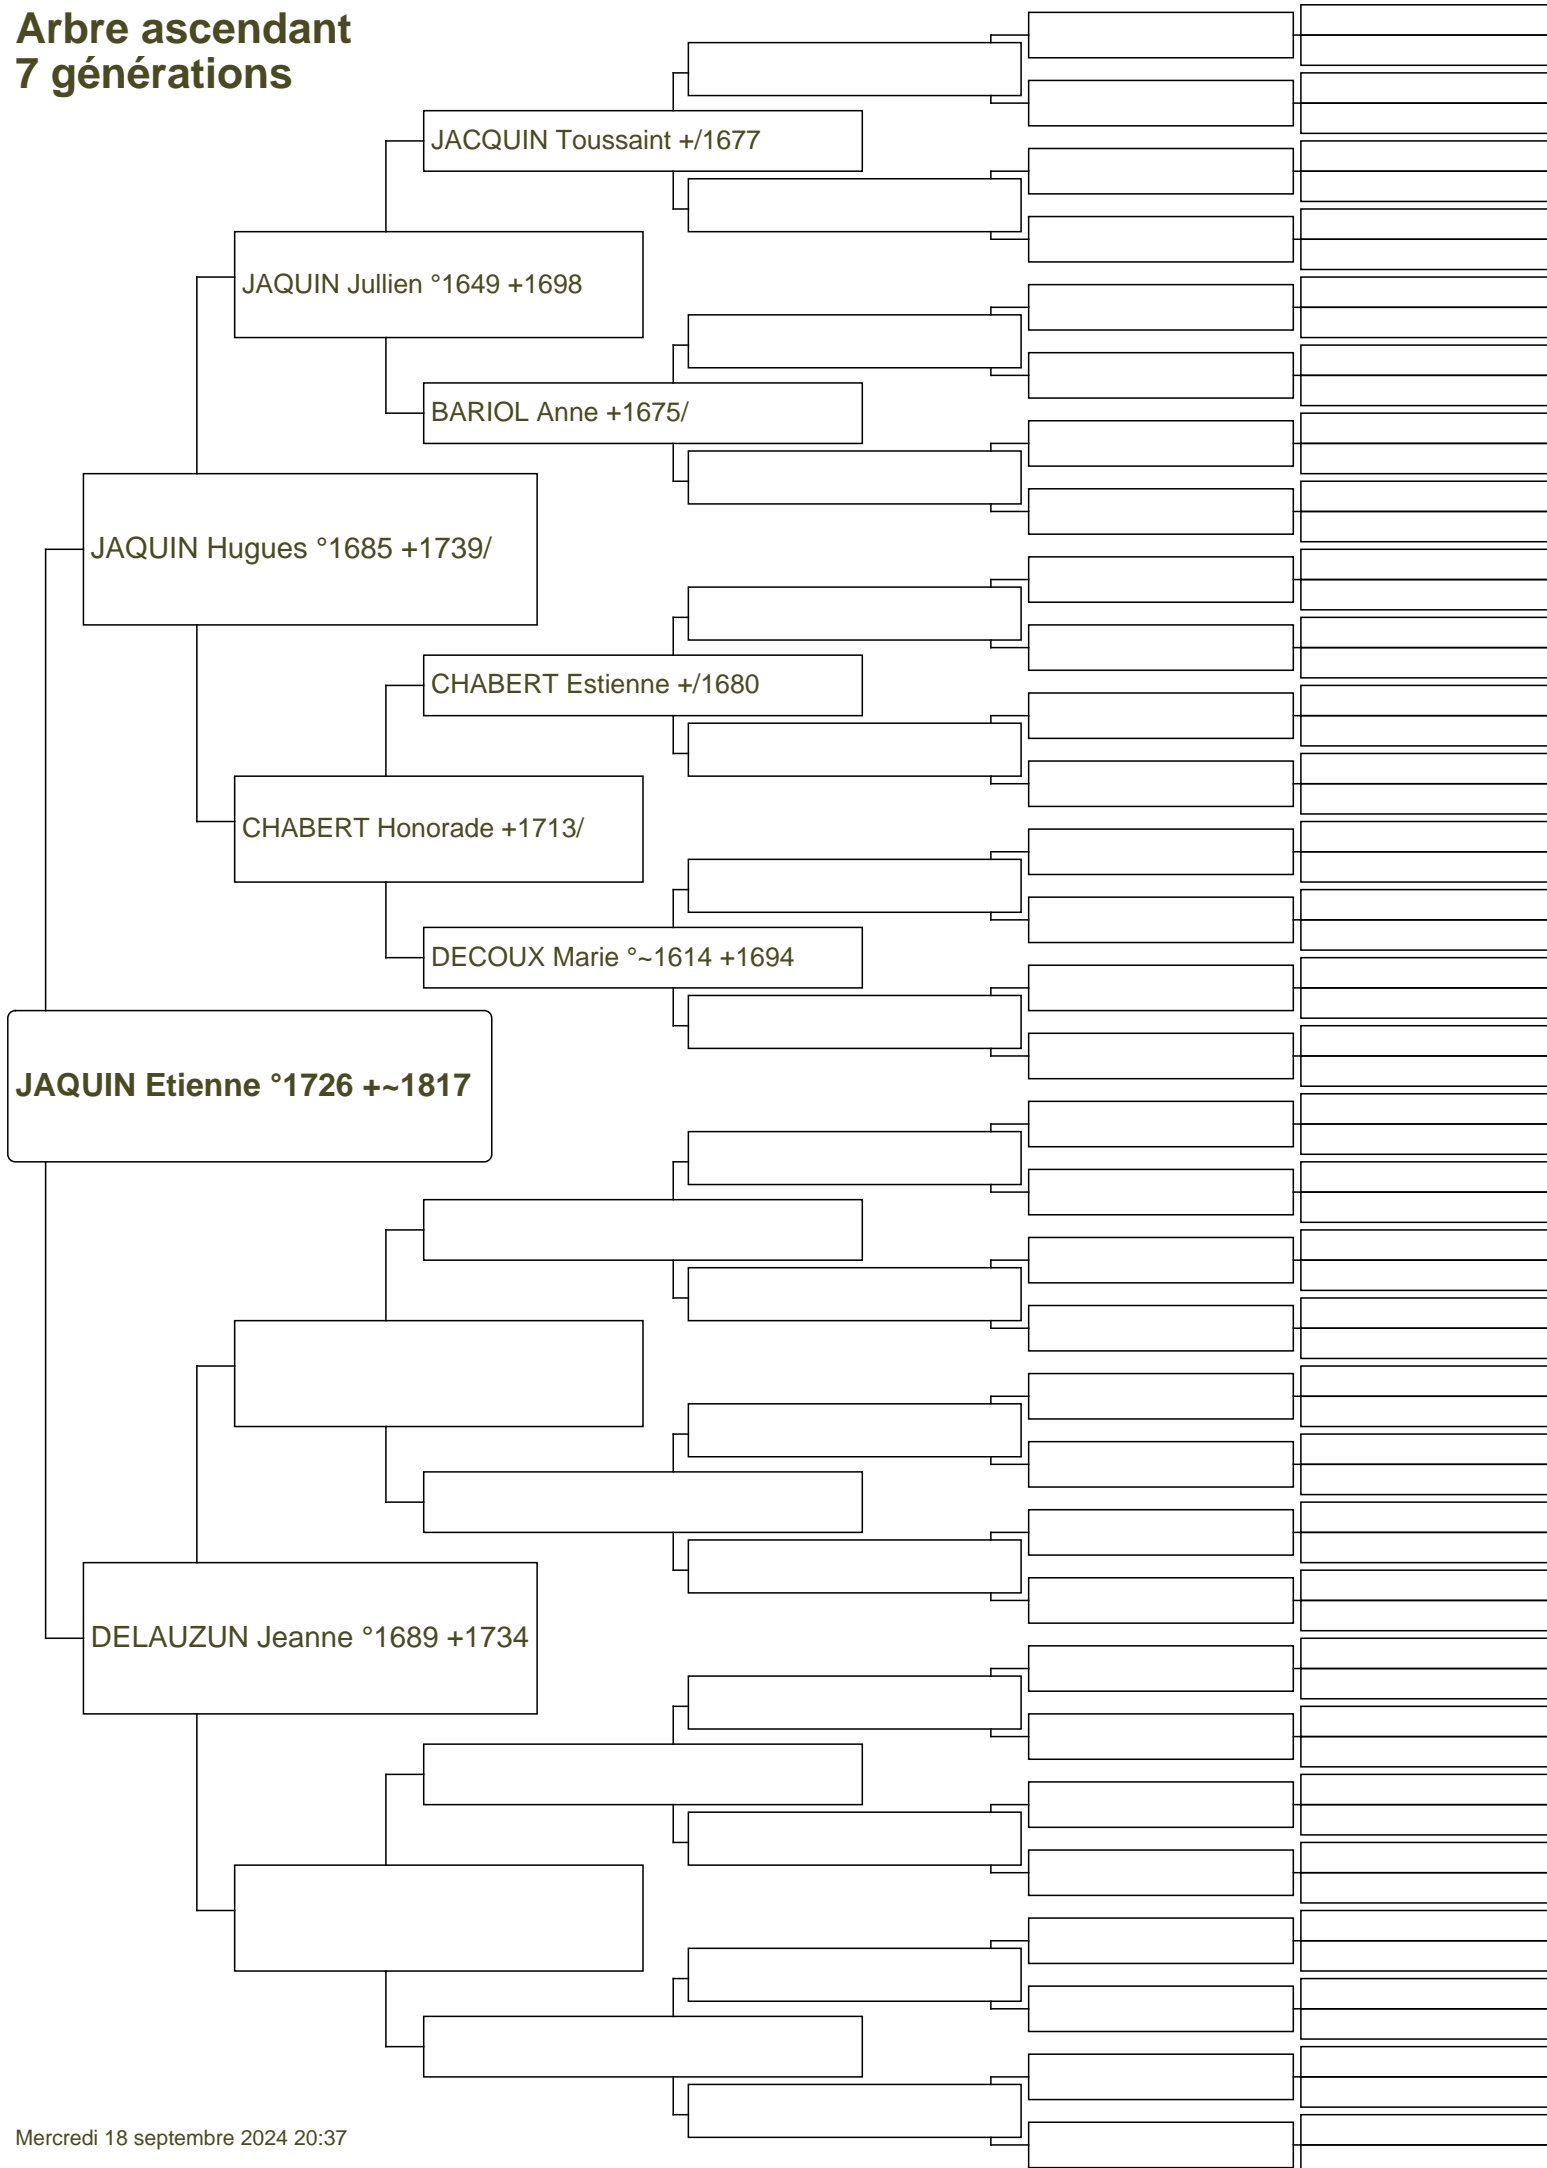 Arbre ascendant
7 générations
JACQUIN Toussaint +/1677
JAQUIN Jullien °1649 +1698
BARIOL Anne +1675/
JAQUIN Hugues °1685 +1739/
CHABERT Estienne +/1680
CHABERT Honorade +1713/
DECOUX Marie °~1614 +1694
JAQUIN Etienne °1726 +~1817
DELAUZUN Jeanne °1689 +1734
Mercredi 18 septembre 2024 20:37